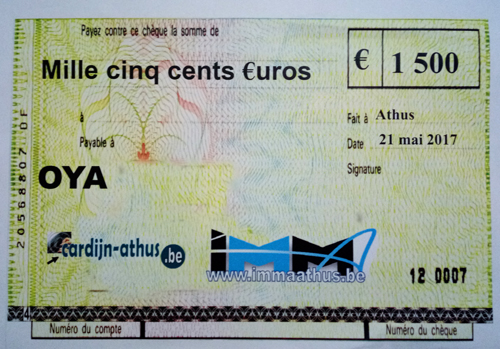 Payez contre ce chèque la somme de
Mille cinq cents €uros
€ 1 500
à
Payable à
Fait à Athus
Date 21 mai 2017
Signature
OYA
20568807 DF
cardijn-athus.be
IMMA
www.immaathus.be
12 0007
Numéro du compte
Numéro du chèque